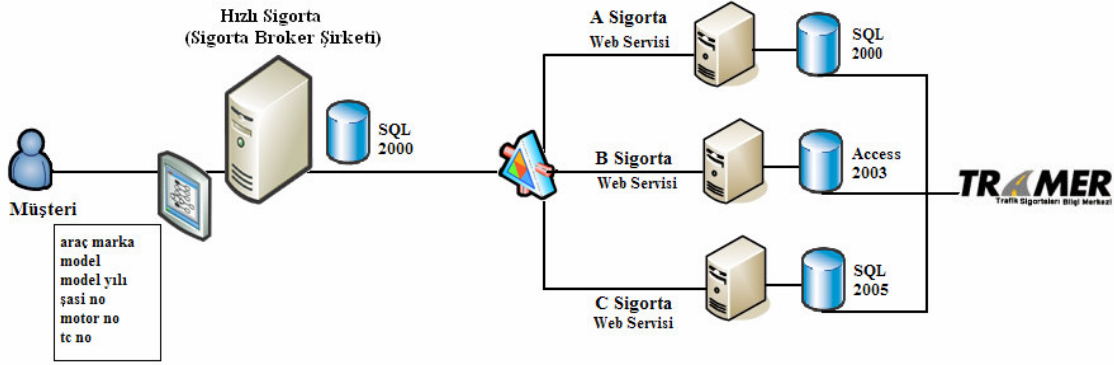 Hızlı Sigorta
(Sigorta Broker Şirketi)
SQL
2000
Müşteri
araç marka
model
model yılı
şasi no
motor no
tc no
A Sigorta
Web Servisi
SQL
2000
B Sigorta
Web Servisi
Access
2003
C Sigorta
Web Servisi
SQL
2005
TRAMER
Trafik Sigortaları Bilgi Merkezi